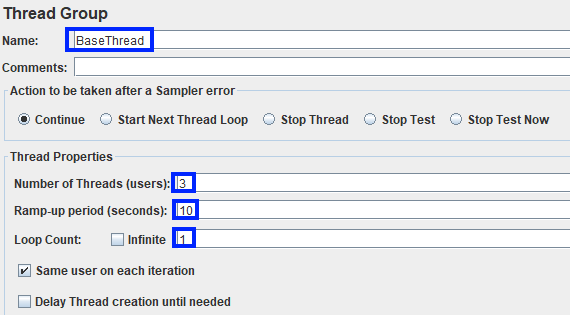 Thread Group
Name: BaseThread
Comments:
Action to be taken after a Sampler error
Continue Start Next Thread Loop Stop Thread Stop Test Stop Test Now
Thread Properties
Number of Threads (users): 3
Ramp-up period (seconds): 10
Loop Count: Infinite 1
Same user on each iteration
Delay Thread creation until needed